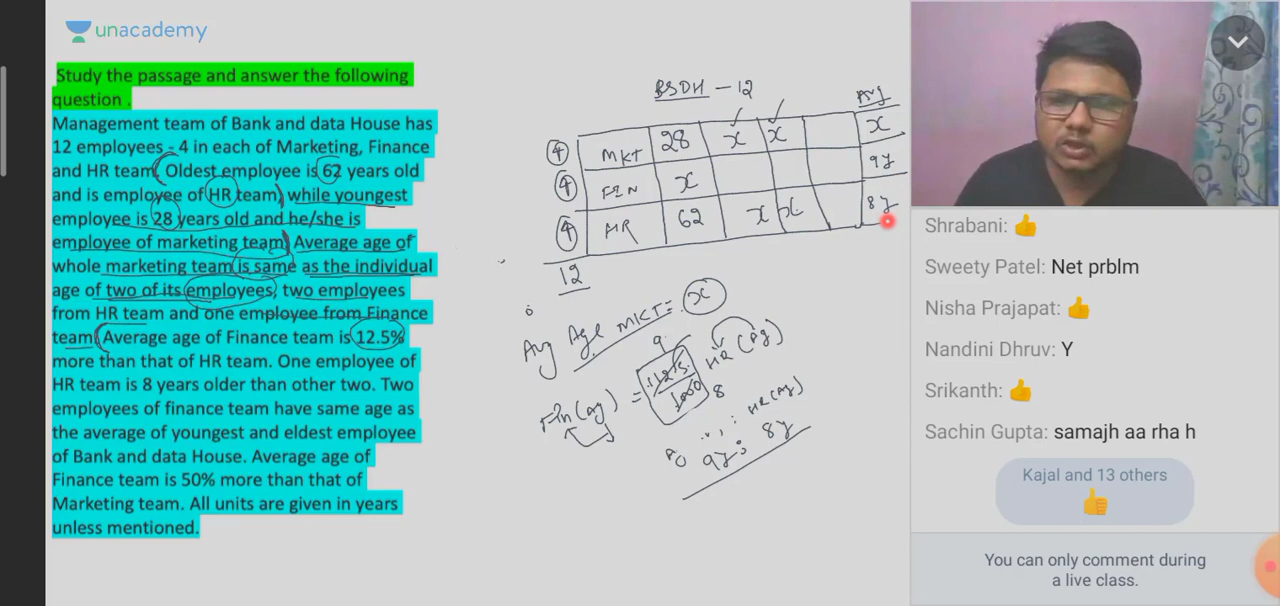 unacademy
Study the passage and answer the following
question .
Management team of Bank and data House has
12 employees - 4 in each of Marketing, Finance
and HR team. Oldest employee is 62 years old
and is employee of HR team, while youngest
employee is 28 years old and he/she is
employee of marketing team. Average age of
whole marketing team is same as the individual
age of two of its employees, two employees
from HR team and one employee from Finance
team. Average age of Finance team is 12.5%
more than that of HR team. One employee of
HR team is 8 years older than other two. Two
employees of finance team have same age as
the average of youngest and eldest employee
of Bank and data House. Average age of
Finance team is 50% more than that of
Marketing team. All units are given in years
unless mentioned.
BSDH - 12
Avg
4 MKT 28 x x x
4 FIN x 9y
4 HR 62 x x 8y
12
Avg Age MKT = x
9
Fin(Ag) = 1125/1000 HR(Ag)
8
: HR(Ag)
9y : 8y
Shrabani: 👍
Sweety Patel: Net prblm
Nisha Prajapat: 👍
Nandini Dhruv: Y
Srikanth: 👍
Sachin Gupta: samajh aa rha h
Kajal and 13 others
👍
You can only comment during
a live class.